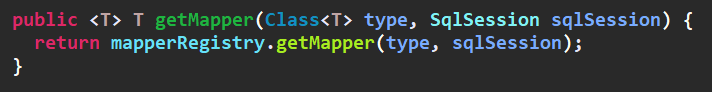 public <T> T getMapper(Class<T> type, SqlSession sqlSession) {
  return mapperRegistry.getMapper(type, sqlSession);
}